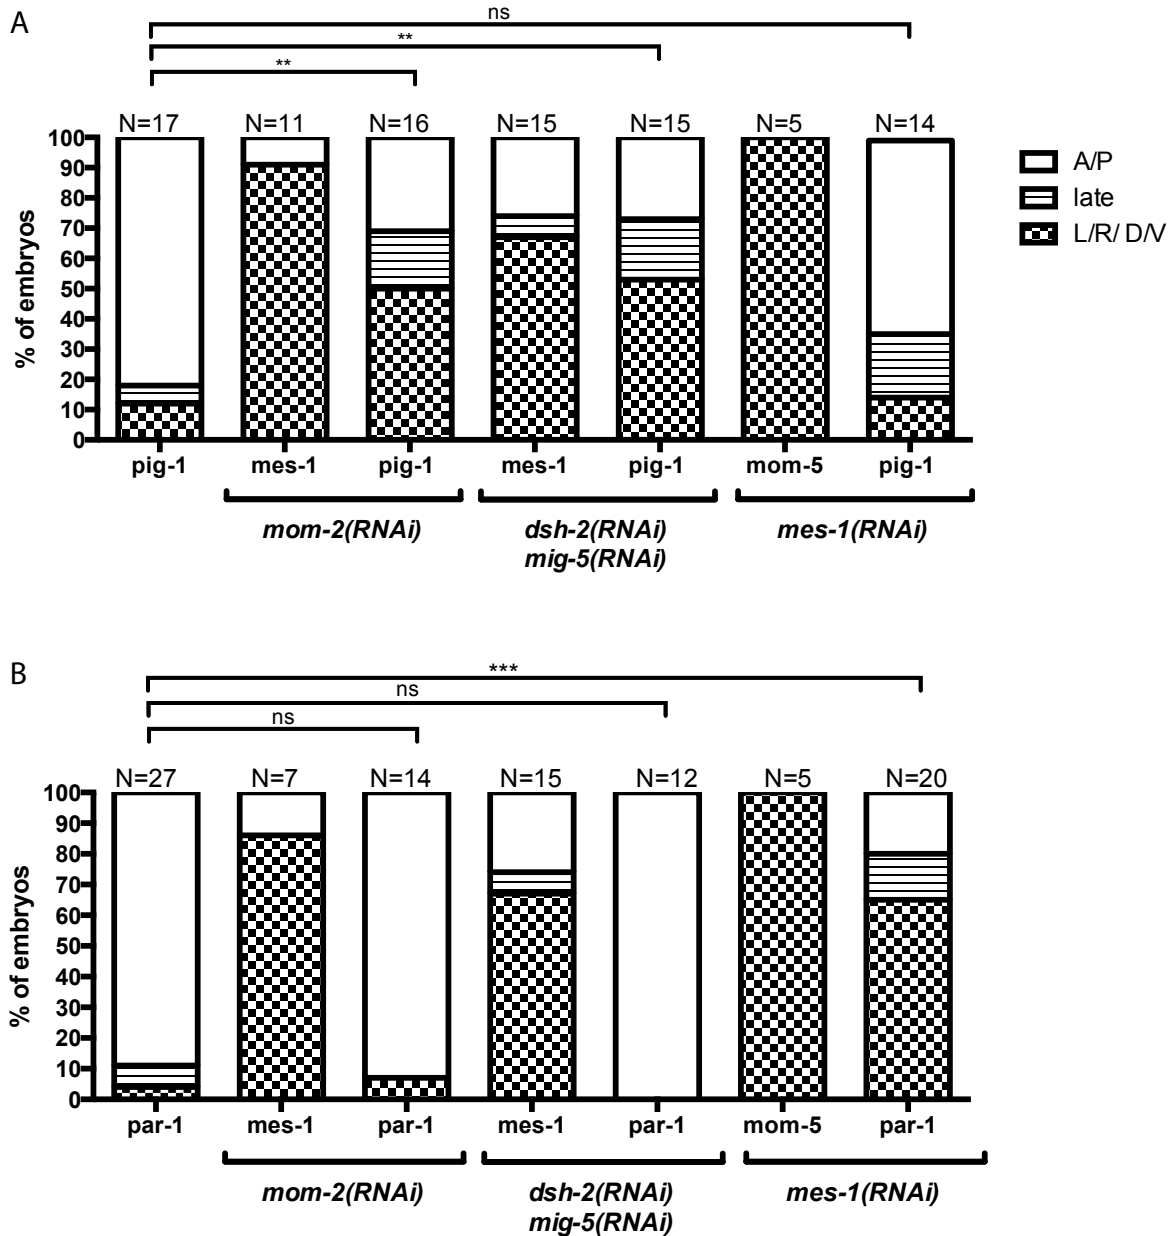 A
ns
**
**
N=17 N=11 N=16 N=15 N=15 N=5 N=14
% of embryos
100
90
80
70
60
50
40
30
20
10
0
A/P
late
L/R/ D/V
pig-1 mes-1 pig-1 mes-1 pig-1 mom-5 pig-1
mom-2(RNAi) dsh-2(RNAi) mes-1(RNAi)
mig-5(RNAi)
B
***
ns
ns
N=27 N=7 N=14 N=15 N=12 N=5 N=20
% of embryos
100
90
80
70
60
50
40
30
20
10
0
par-1 mes-1 par-1 mes-1 par-1 mom-5 par-1
mom-2(RNAi) dsh-2(RNAi) mes-1(RNAi)
mig-5(RNAi)